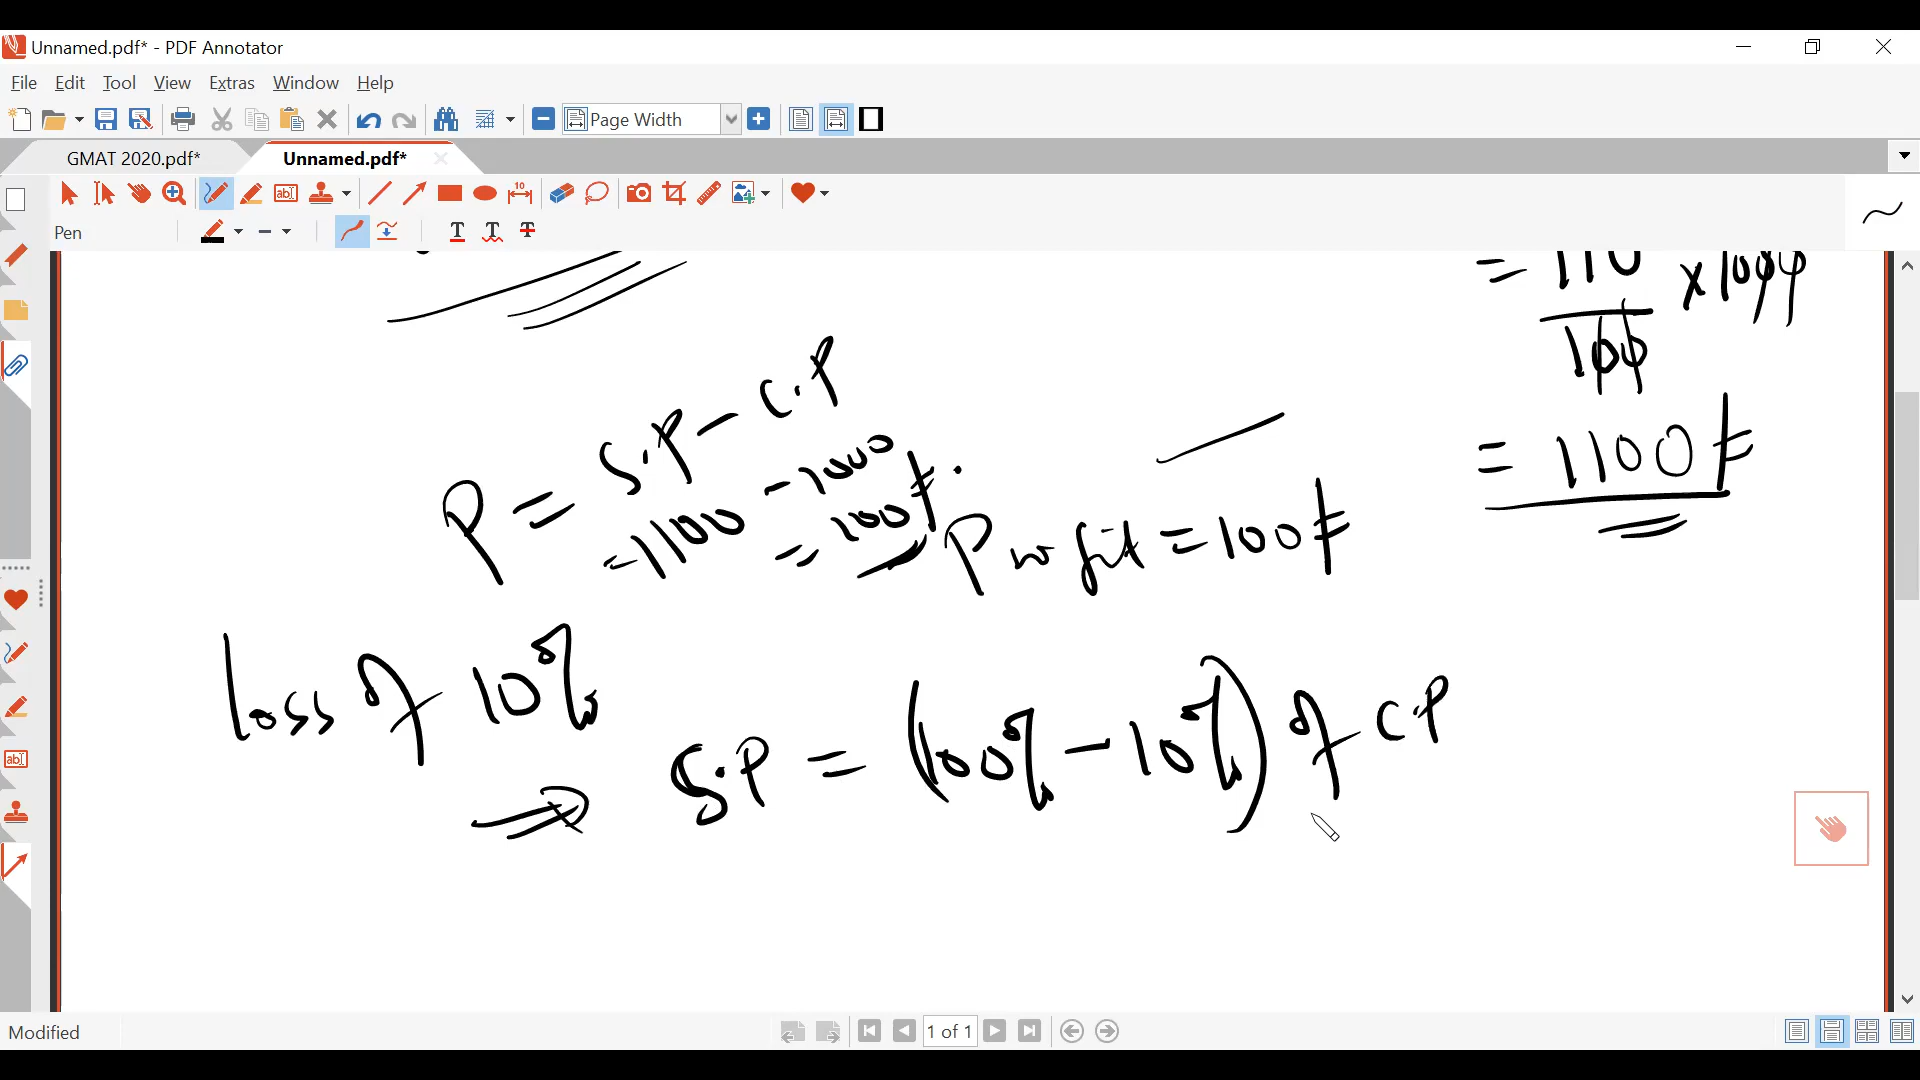 Unnamed.pdf* - PDF Annotator
File Edit Tool View Extras Window Help
Page Width
GMAT 2020.pdf* Unnamed.pdf*
Pen
= 110 x 1000
100
= 1100 ₹
P = S.P - C.P
= 1100 - 1000
= 100 ₹.
Profit = 100 ₹
loss of 10%
S.P = (100% - 10%) of C.P
Modified
1 of 1